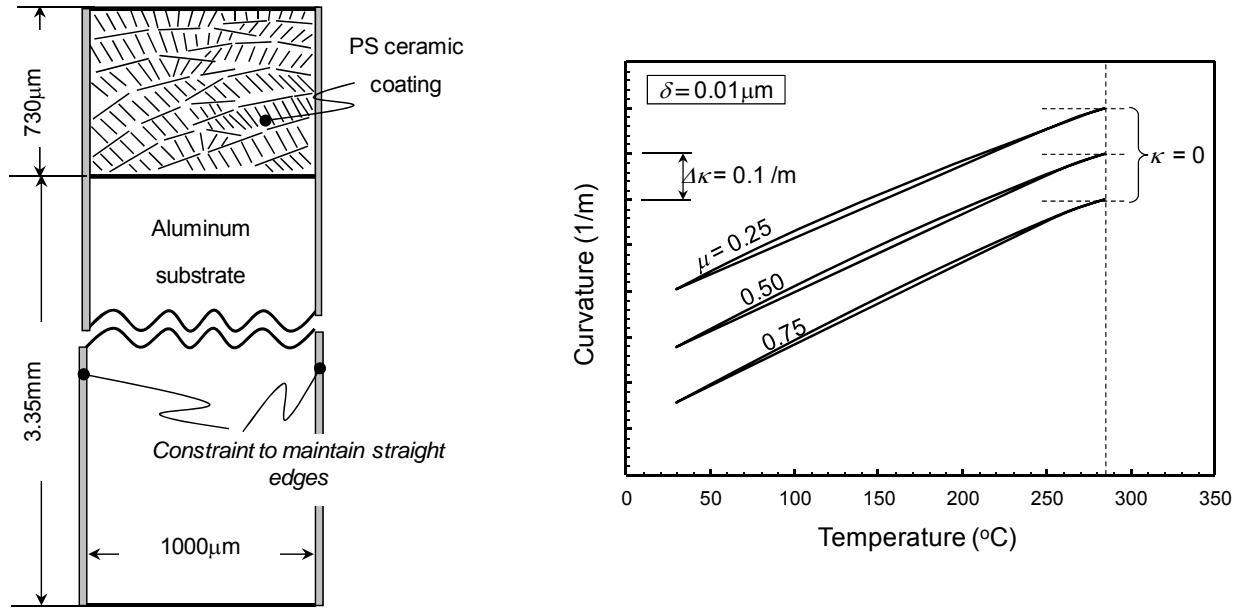 730μm
PS ceramic
coating
Aluminum
substrate
3.35mm
Constraint to maintain straight
edges
1000μm
δ = 0.01μm
Δκ = 0.1 /m
κ = 0
μ = 0.25
0.50
0.75
Curvature (1/m)
0 50 100 150 200 250 300 350
Temperature (°C)